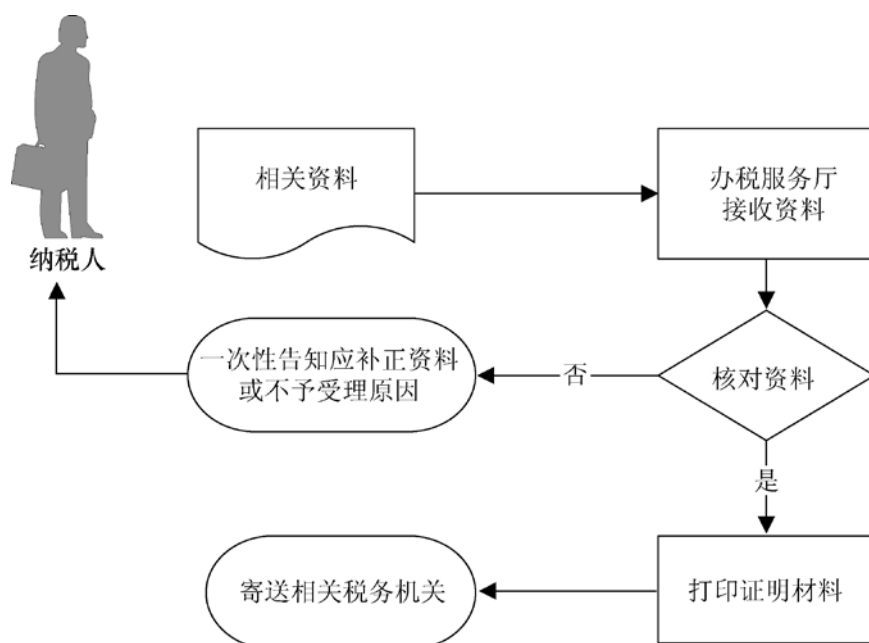 相关资料
办税服务厅
接收资料
纳税人
一次性告知应补正资料
或不予受理原因
否
核对资料
是
寄送相关税务机关
打印证明材料